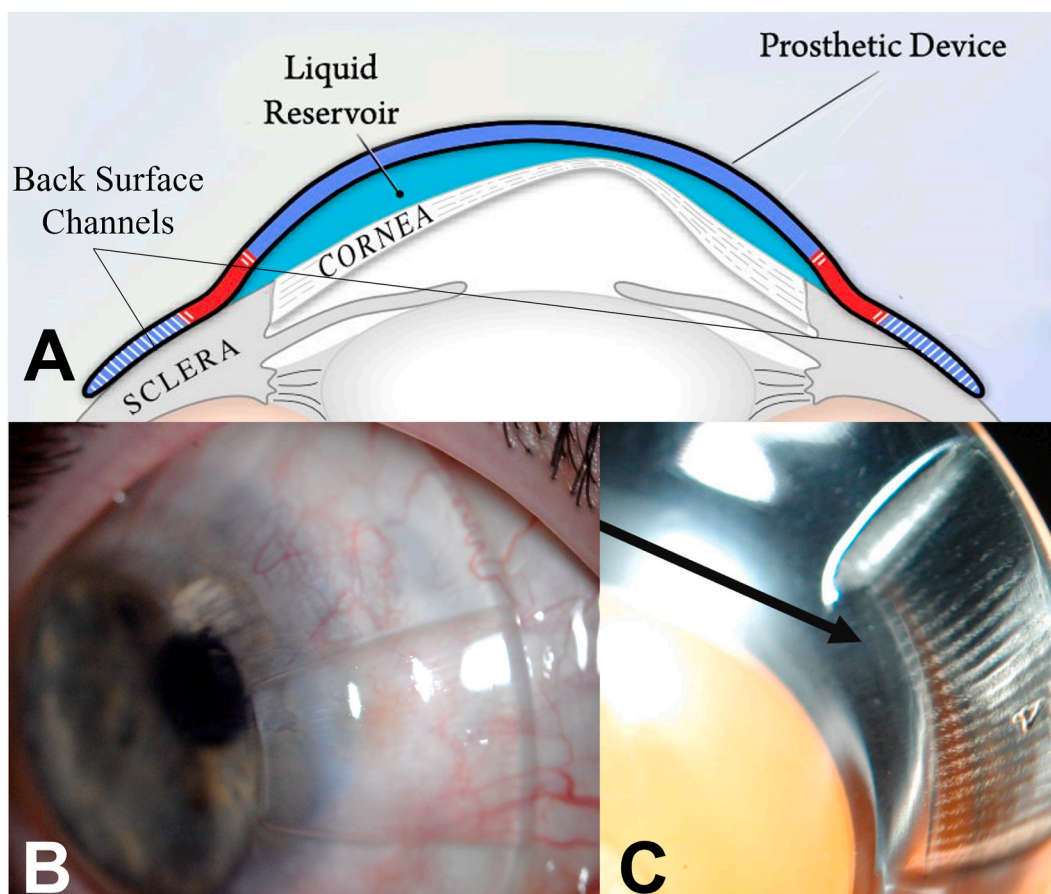 Liquid
Reservoir
Prosthetic Device
Back Surface
Channels
CORNEA
SCLERA
A
B
C